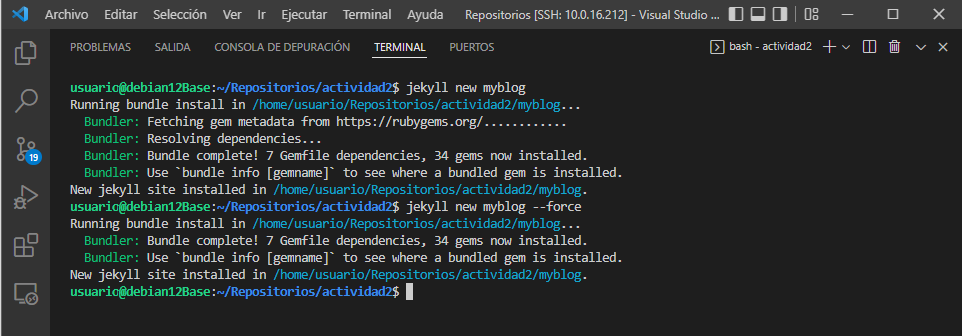 Archivo Editar Selección Ver Ir Ejecutar Terminal Ayuda Repositorios [SSH: 10.0.16.212] - Visual Studio ...
PROBLEMAS SALIDA CONSOLA DE DEPURACIÓN TERMINAL PUERTOS bash - actividad2
usuario@debian12Base:~/Repositorios/actividad2$ jekyll new myblog
Running bundle install in /home/usuario/Repositorios/actividad2/myblog...
Bundler: Fetching gem metadata from https://rubygems.org/............
Bundler: Resolving dependencies...
Bundler: Bundle complete! 7 Gemfile dependencies, 34 gems now installed.
Bundler: Use `bundle info [gemname]` to see where a bundled gem is installed.
New jekyll site installed in /home/usuario/Repositorios/actividad2/myblog.
usuario@debian12Base:~/Repositorios/actividad2$ jekyll new myblog --force
Running bundle install in /home/usuario/Repositorios/actividad2/myblog...
Bundler: Bundle complete! 7 Gemfile dependencies, 34 gems now installed.
Bundler: Use `bundle info [gemname]` to see where a bundled gem is installed.
New jekyll site installed in /home/usuario/Repositorios/actividad2/myblog.
usuario@debian12Base:~/Repositorios/actividad2$
19